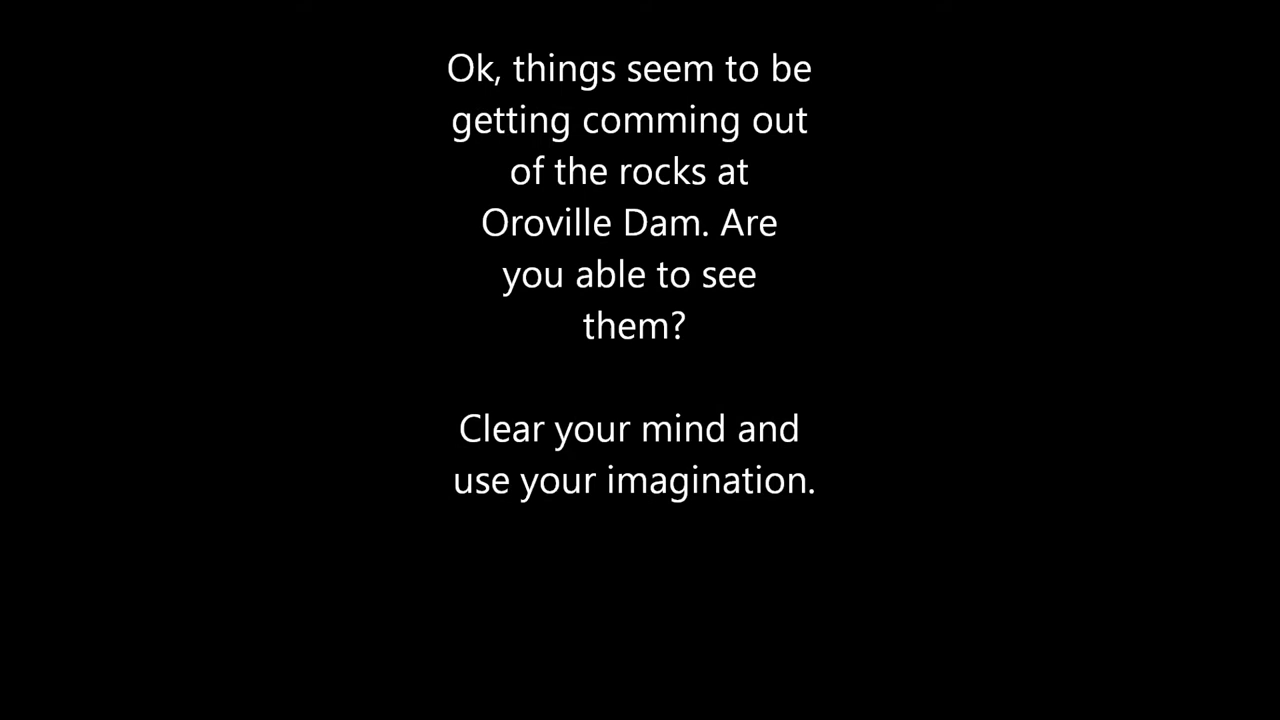 Ok, things seem to be
getting comming out
of the rocks at
Oroville Dam. Are
you able to see
them?
Clear your mind and
use your imagination.